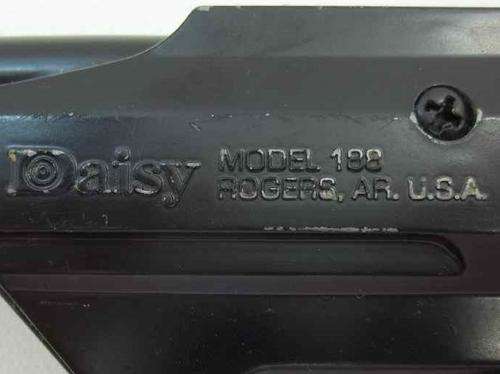 Daisy MODEL 188
ROGERS, AR. U.S.A.